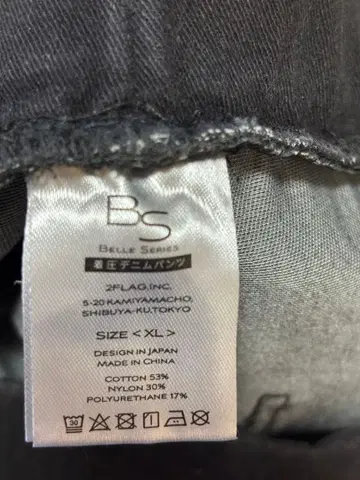 BS
BELLE SERIES
着圧デニムパンツ
2FLAG,INC.
5-20 KAMIYAMACHO,
SHIBUYA-KU,TOKYO
SIZE <XL>
DESIGN IN JAPAN
MADE IN CHINA
COTTON 53%
NYLON 30%
POLYURETHANE 17%
30